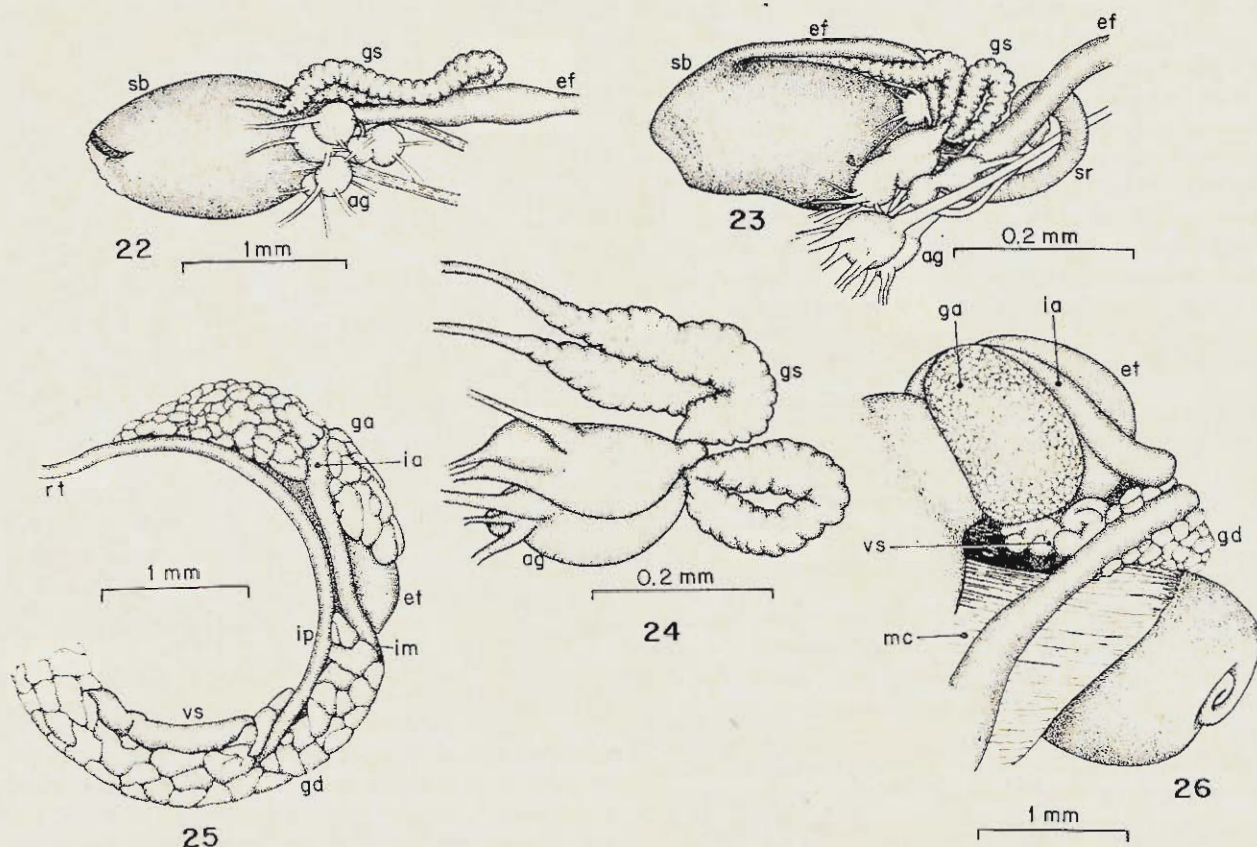 sb
gs
ef
ag
22
1 mm
ef
gs
ef
sb
sr
ag
23
0.2 mm
gs
ag
0.2 mm
24
ga
ia
rt
1 mm
et
ip
im
vs
gd
25
ga
ia
et
vs
gd
mc
26
1 mm